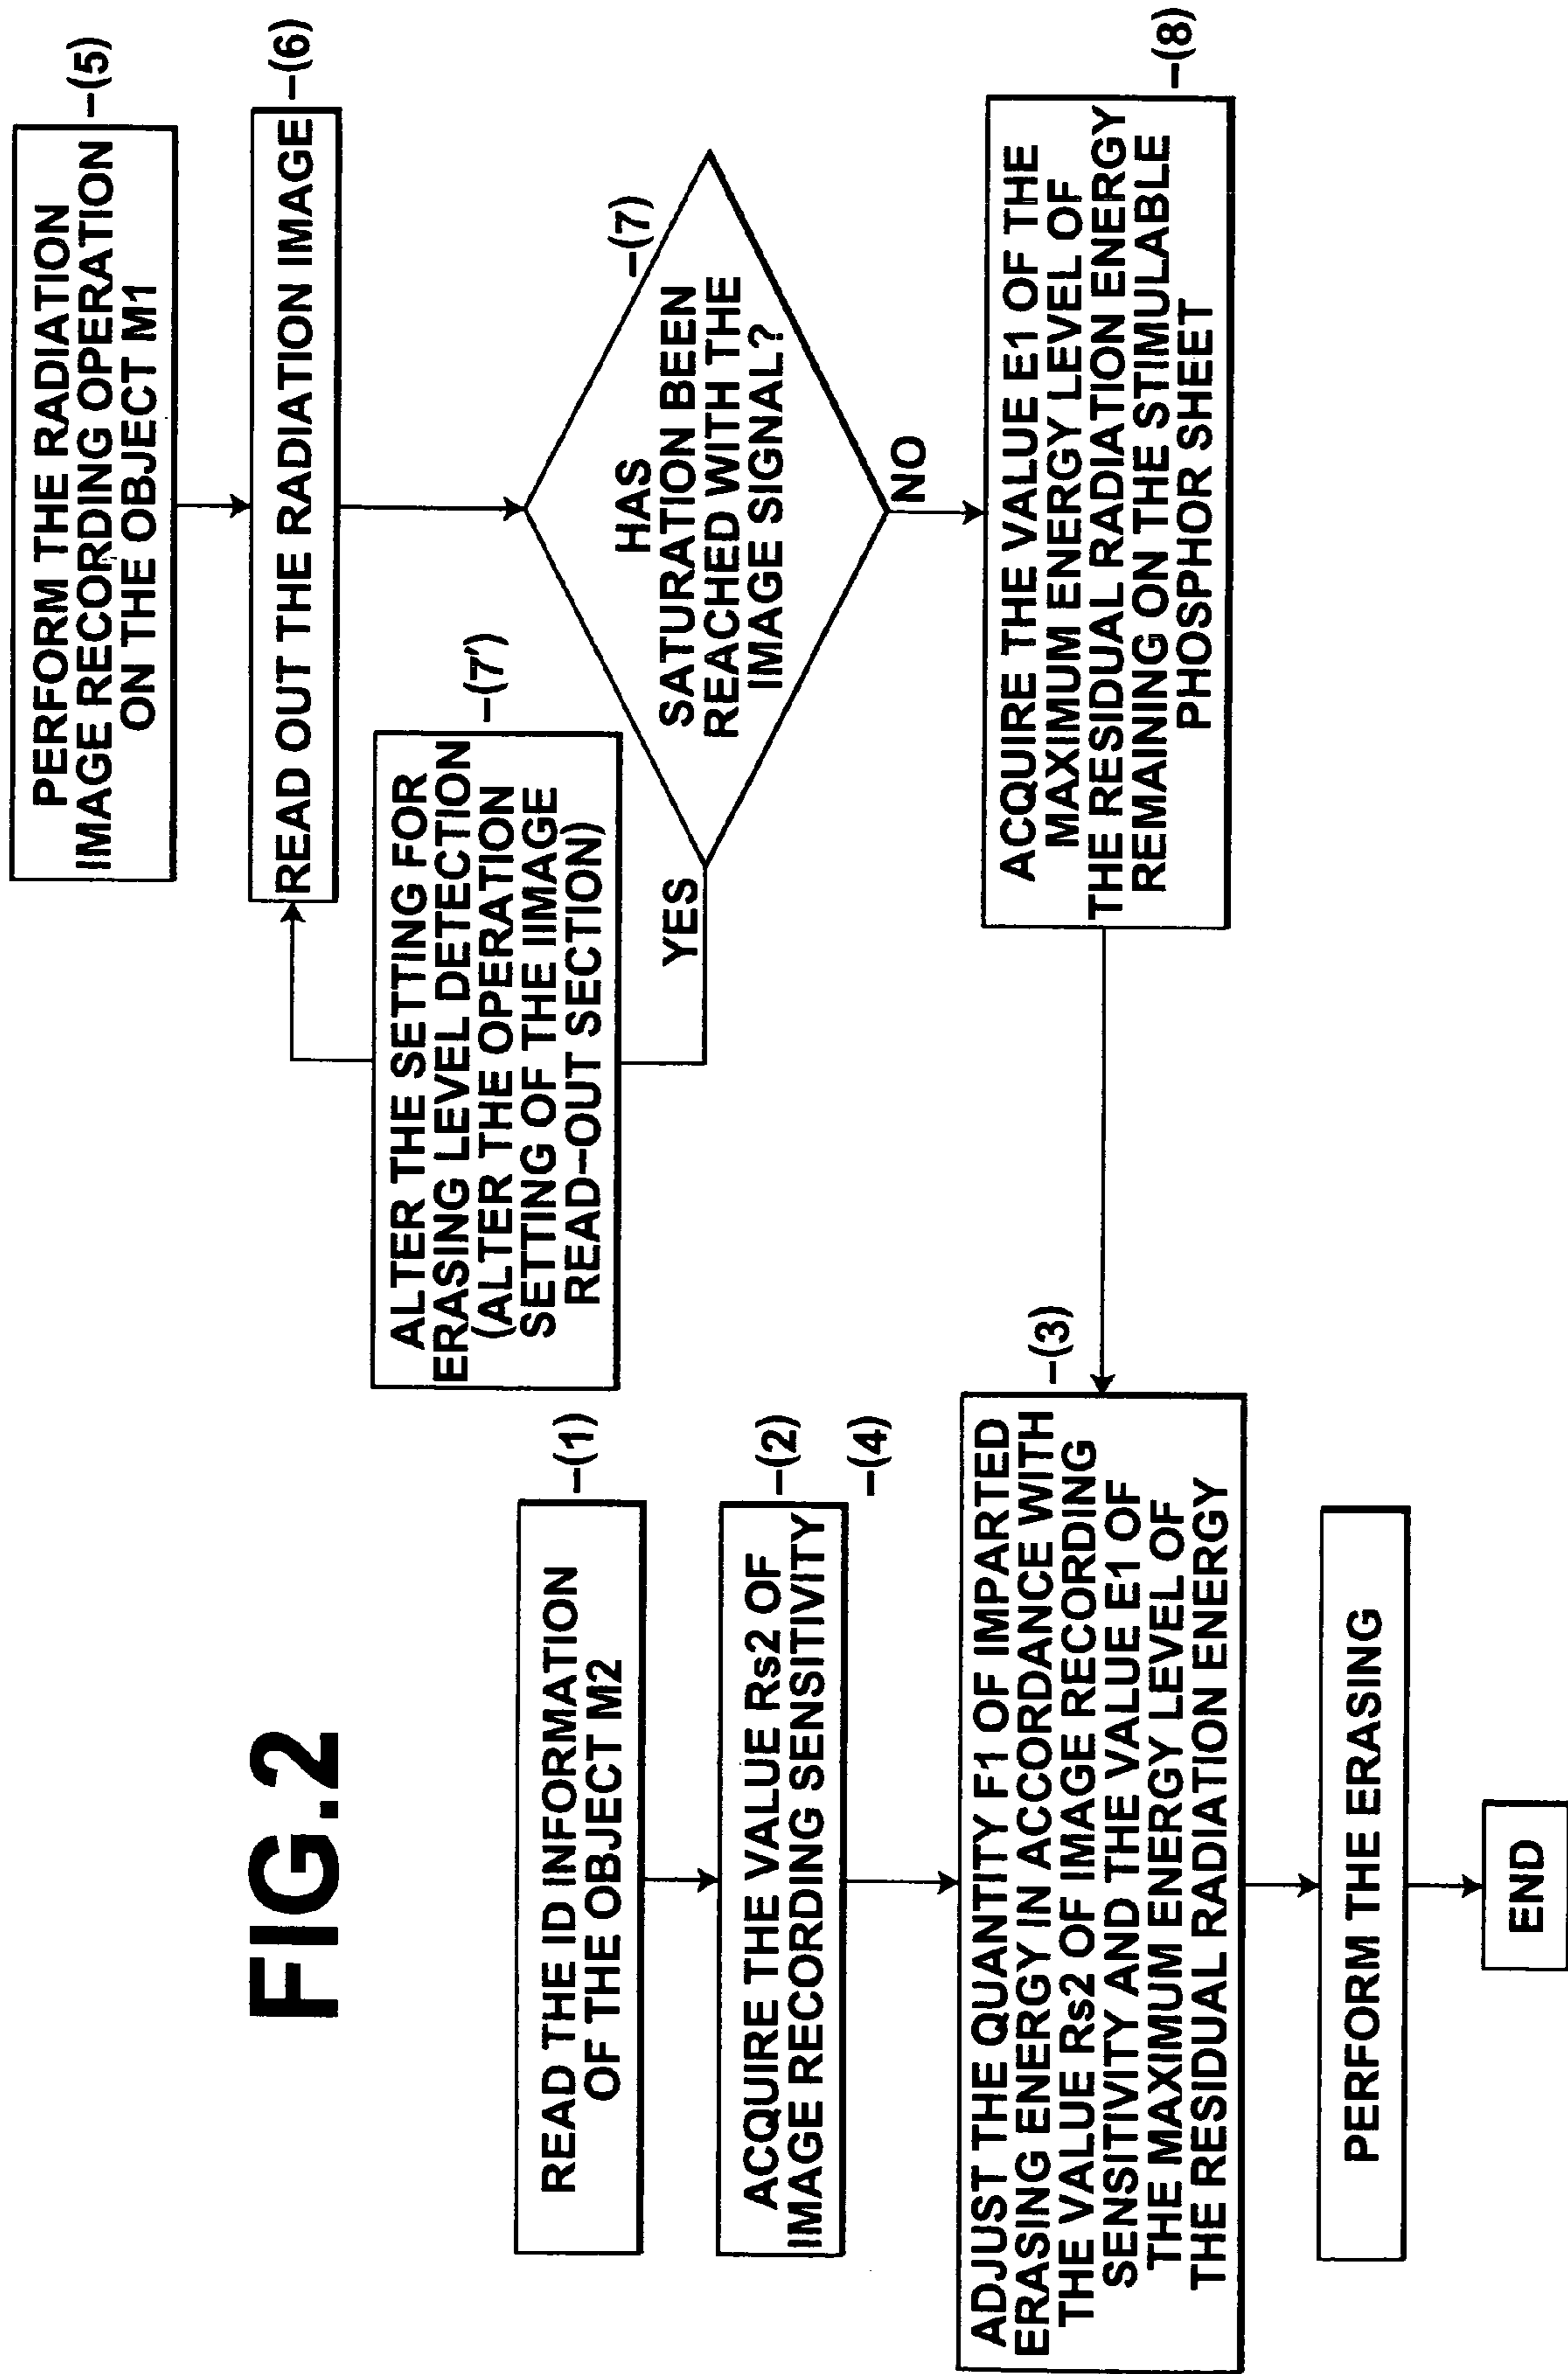 FIG.2
READ THE ID INFORMATION
OF THE OBJECT M2
–(1)
ACQUIRE THE VALUE Rs2 OF
IMAGE RECORDING SENSITIVITY
–(2)
–(4)
ADJUST THE QUANTITY F1 OF IMPARTED
ERASING ENERGY IN ACCORDANCE WITH
THE VALUE Rs2 OF IMAGE RECORDING
SENSITIVITY AND THE VALUE E1 OF
THE MAXIMUM ENERGY LEVEL OF
THE RESIDUAL RADIATION ENERGY
–(3)
PERFORM THE ERASING
END
PERFORM THE RADIATION
IMAGE RECORDING OPERATION
ON THE OBJECT M1
–(5)
READ OUT THE RADIATION IMAGE
–(6)
ALTER THE SETTING FOR
ERASING LEVEL DETECTION
(ALTER THE OPERATION
SETTING OF THE IIMAGE
READ-OUT SECTION)
–(7')
HAS
SATURATION BEEN
REACHED WITH THE
IMAGE SIGNAL?
–(7)
YES
NO
ACQUIRE THE VALUE E1 OF THE
MAXIMUM ENERGY LEVEL OF
THE RESIDUAL RADIATION ENERGY
REMAINING ON THE STIMULABLE
PHOSPHOR SHEET
–(8)